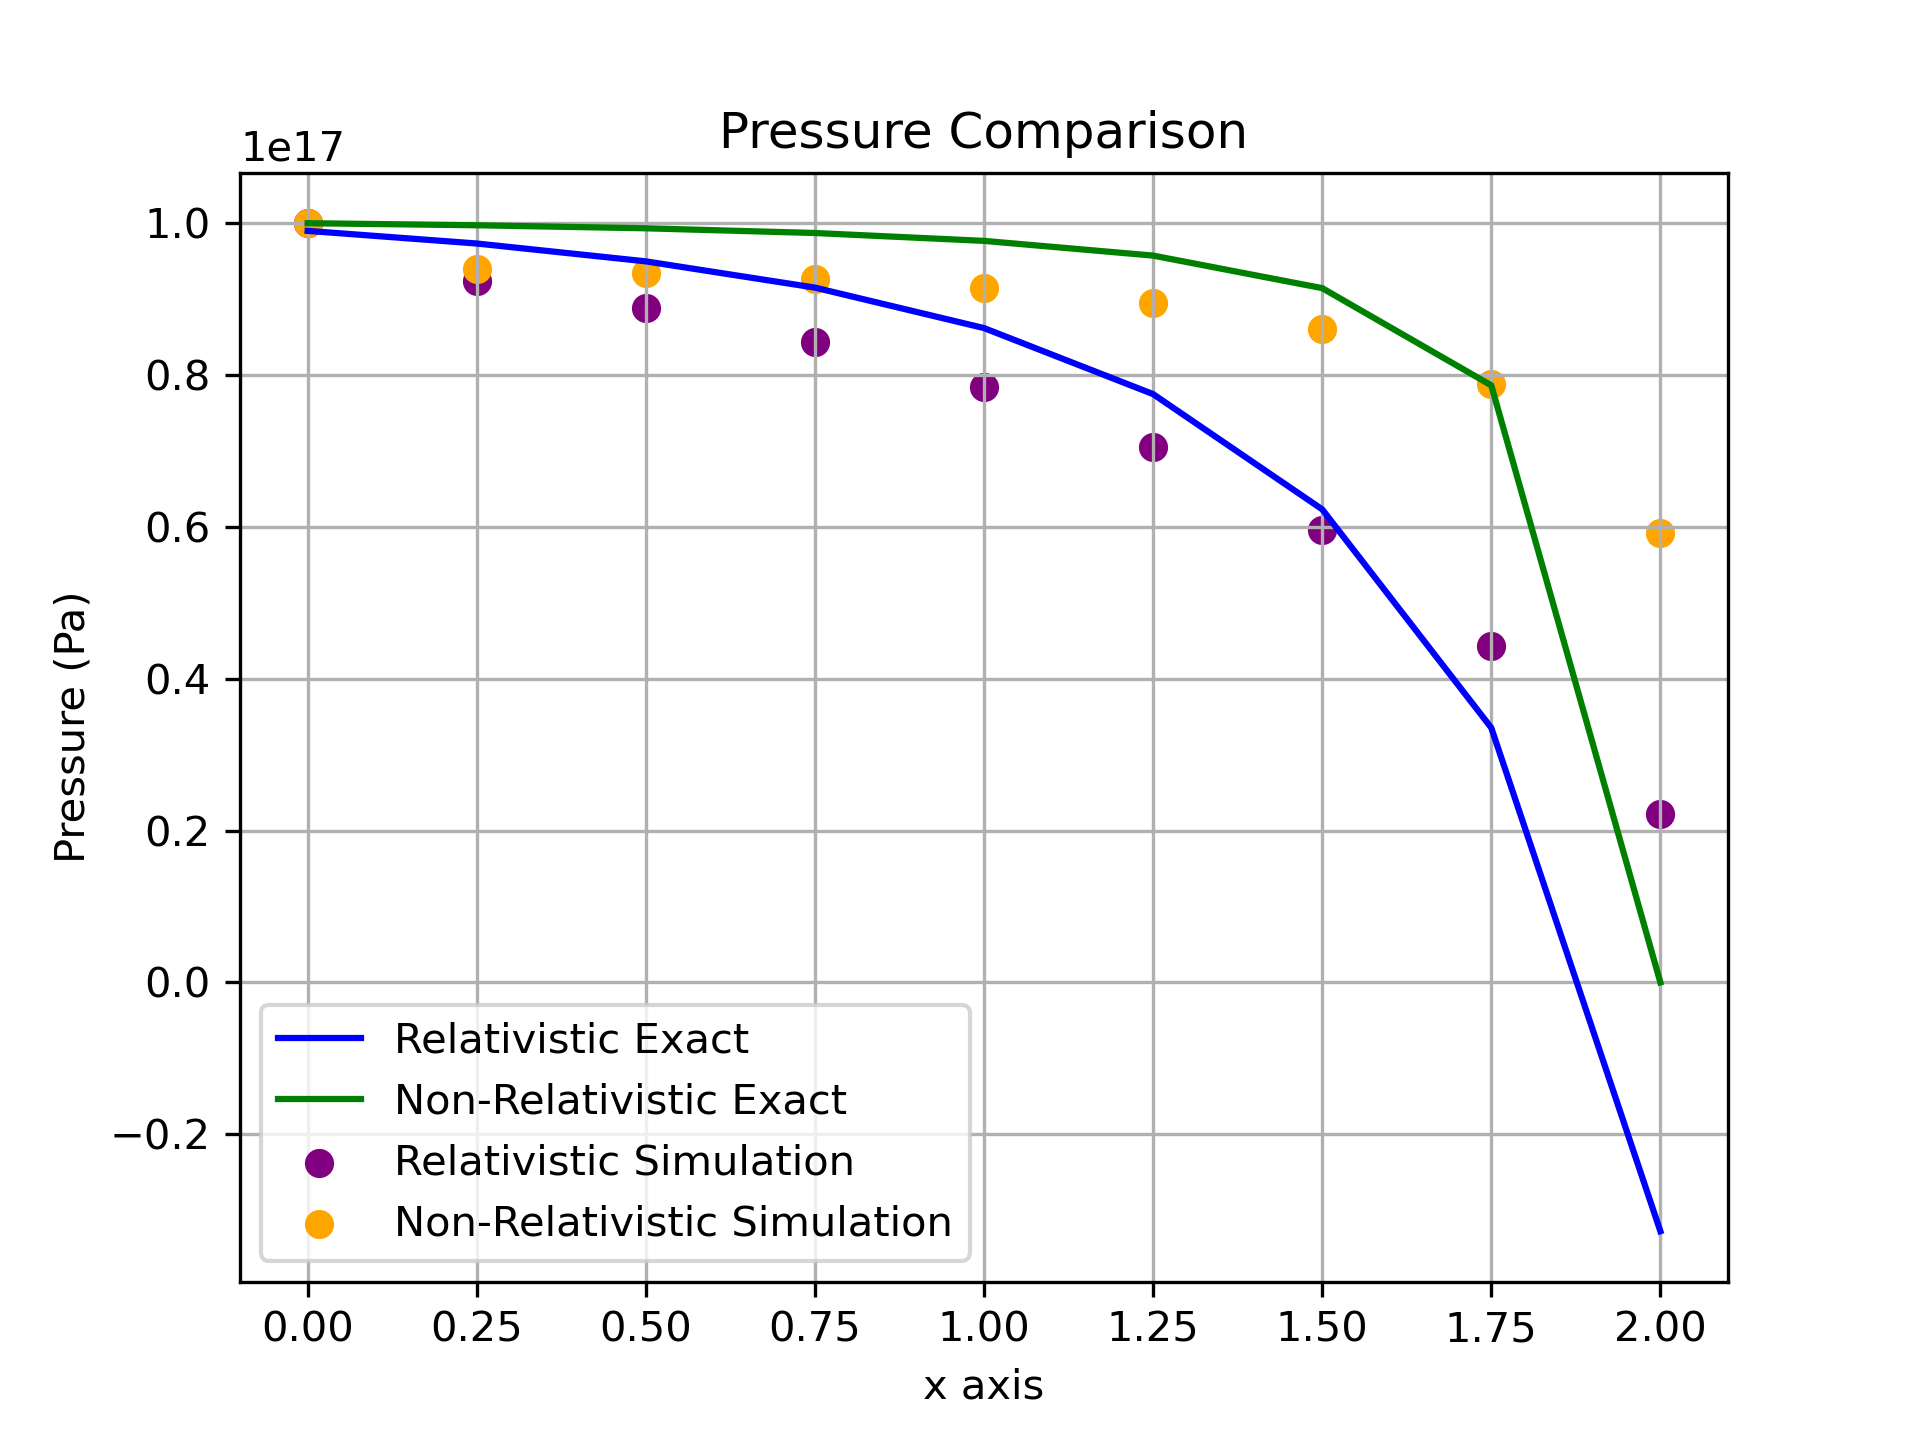 Pressure Comparison
1e17
1.0
0.8
0.6
0.4
0.2
0.0
−0.2
Pressure (Pa)
Relativistic Exact
Non-Relativistic Exact
Relativistic Simulation
Non-Relativistic Simulation
0.00 0.25 0.50 0.75 1.00 1.25 1.50 1.75 2.00
x axis